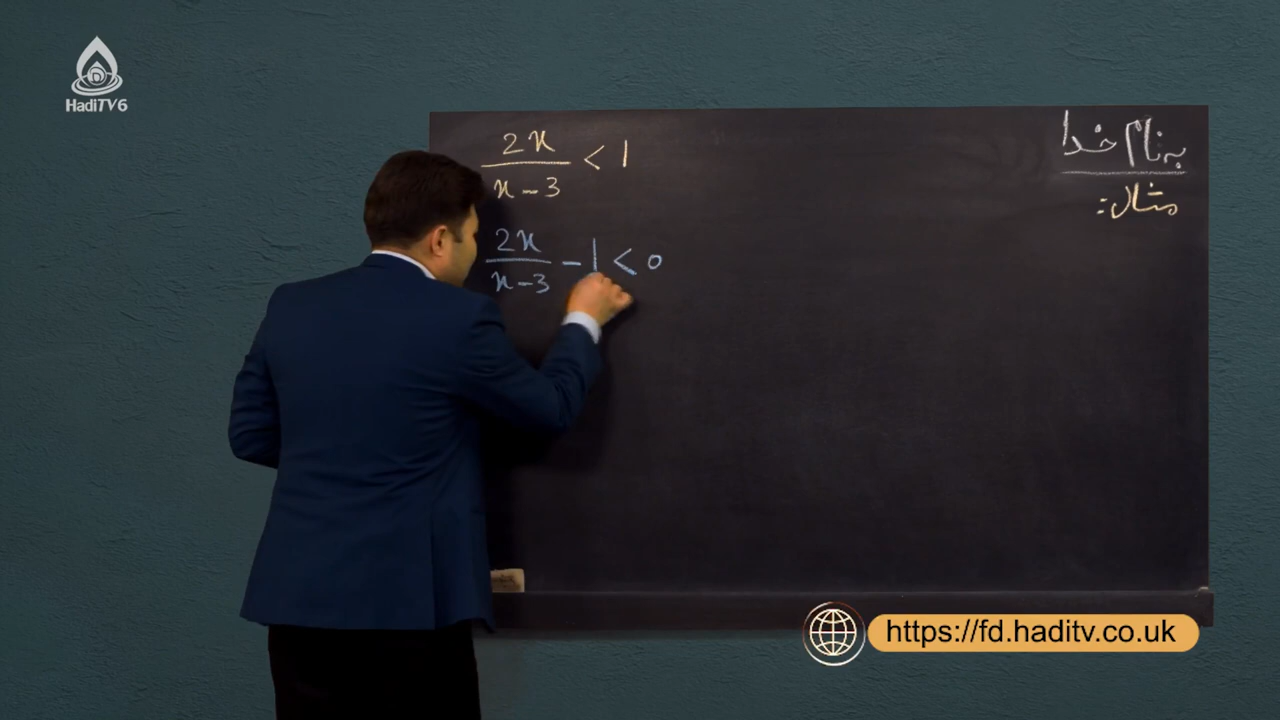 HadiTV6
به نام خدا
مثال:
2x/x-3 < 1
2x/x-3 - 1 < 0
https://fd.haditv.co.uk